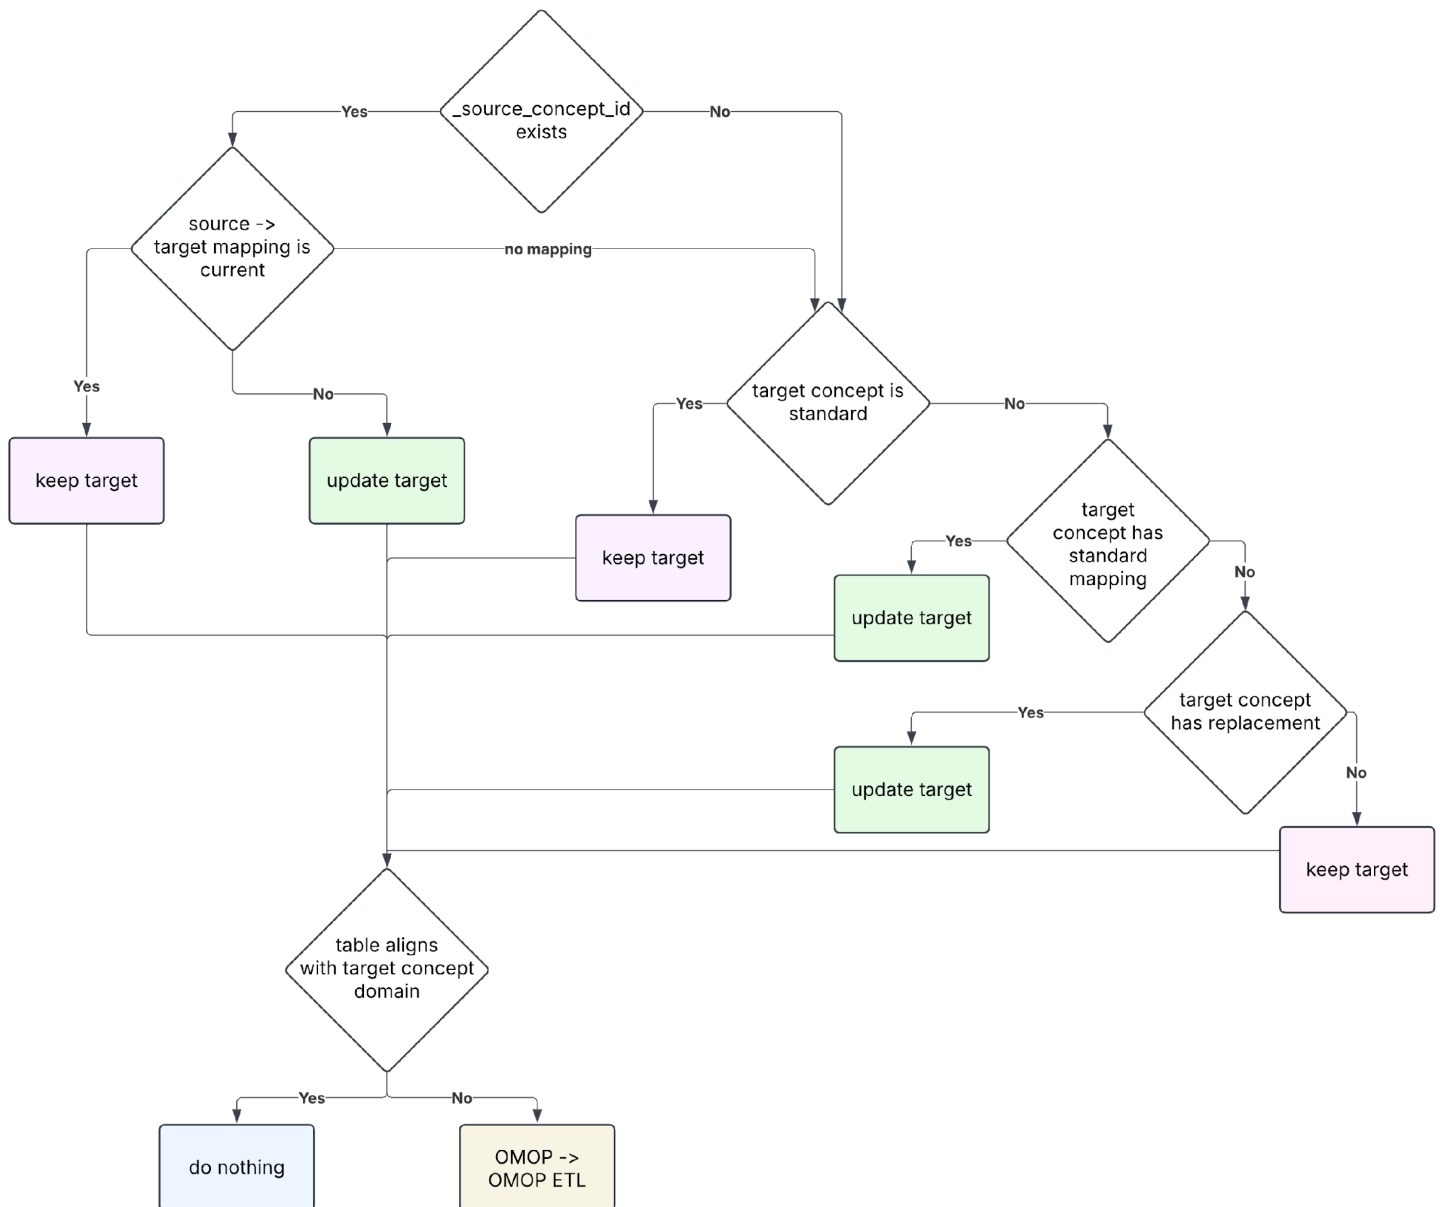 _source_concept_id
exists
Yes
No
source ->
target mapping is
current
no mapping
Yes
No
target concept is
standard
Yes
No
keep target
update target
keep target
target
concept has
standard
mapping
Yes
No
update target
target concept
has replacement
Yes
No
update target
keep target
table aligns
with target concept
domain
Yes
No
do nothing
OMOP ->
OMOP ETL